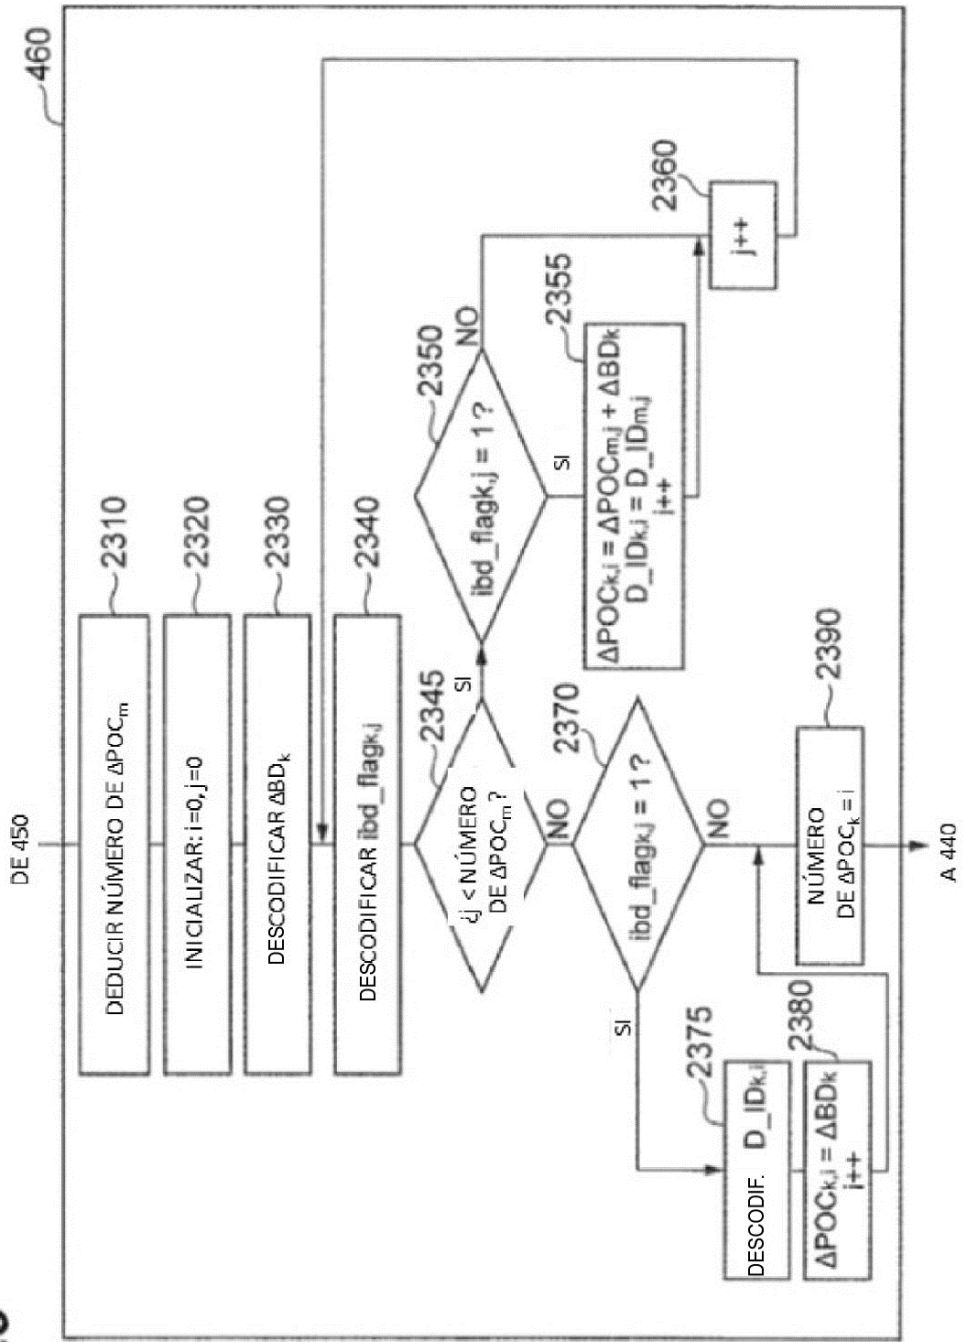 460
DE 450
DEDUCIR NÚMERO DE ΔPOCm
2310
INICIALIZAR: i=0,j=0
2320
DESCODIFICAR ΔBDk
2330
DESCODIFICAR ibd_flagk,j
2340
¿j < NÚMERO
DE ΔPOCm?
2345
SI
NO
ibd_flagk,j = 1?
2350
NO
SI
ΔPOCk,i = ΔPOCm,j + ΔBDk
D_IDk,i = D_IDm,j
i++
2355
j++
2360
ibd_flagk,j = 1?
2370
SI
NO
DESCODIF. D_IDk,i
2375
ΔPOCk,i = ΔBDk
i++
2380
NÚMERO
DE ΔPOCk = i
2390
A 440